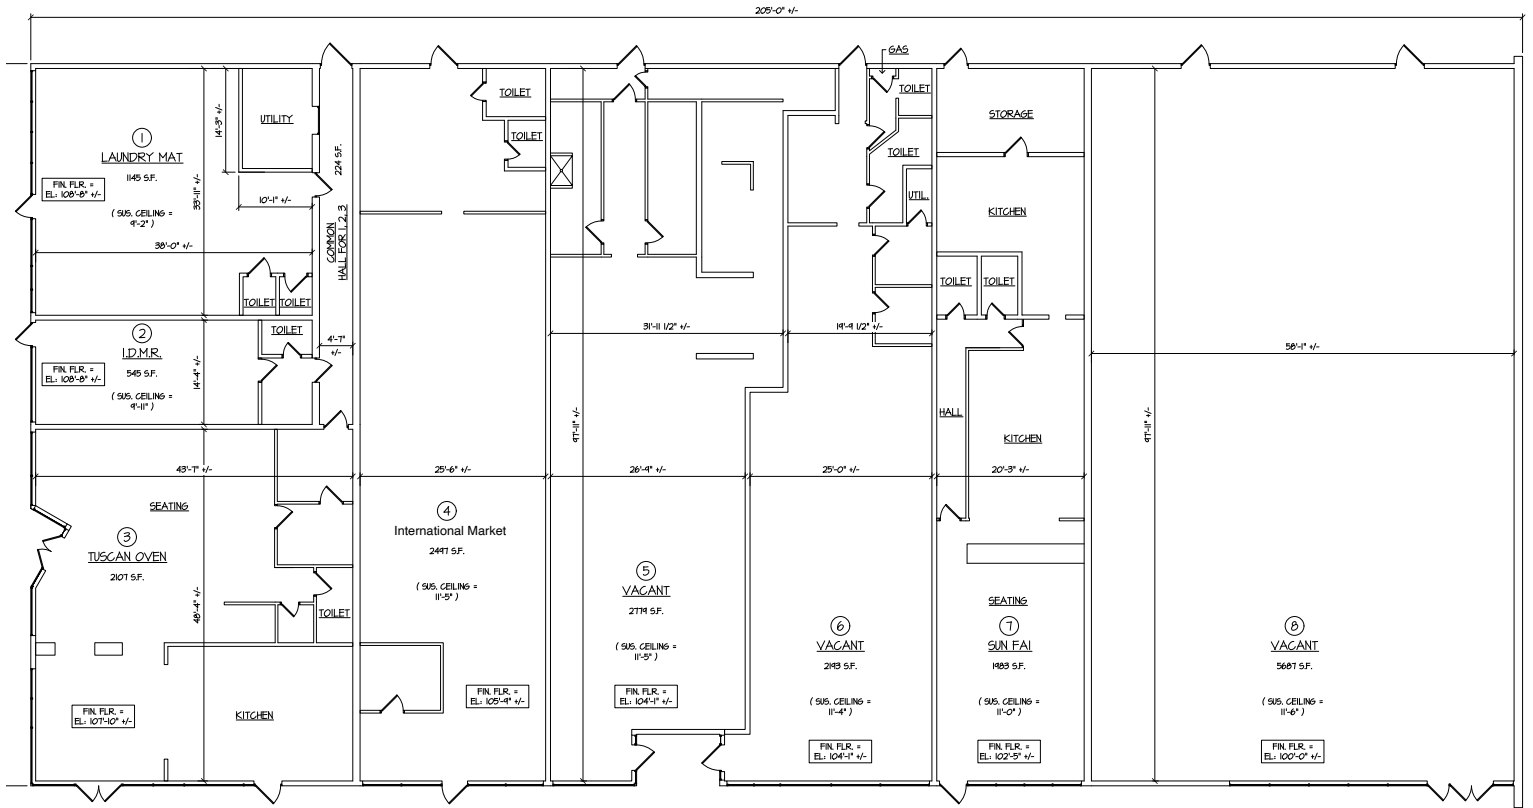 205'-0" +/-
GAS
TOILET
UTILITY
14'-3" +/-
1
LAUNDRY MAT
1145 S.F.
FIN. FLR. =
EL: 108'-8" +/-
( SUS. CEILING =
9'-2" )
33'-11" +/-
10'-1" +/-
38'-0" +/-
224 S.F.
COMMON
HALL FOR 1, 2, 3
TOILET
TOILET
TOILET
TOILET
TOILET
UTIL.
STORAGE
KITCHEN
TOILET
TOILET
2
I.D.M.R.
545 S.F.
FIN. FLR. =
EL: 108'-8" +/-
( SUS. CEILING =
9'-11" )
14'-4" +/-
TOILET
4'-7"
+/-
31'-11 1/2" +/-
19'-9 1/2" +/-
58'-1" +/-
97'-11" +/-
97'-11" +/-
HALL
KITCHEN
43'-7" +/-
25'-6" +/-
26'-9" +/-
25'-0" +/-
20'-3" +/-
SEATING
3
TUSCAN OVEN
2107 S.F.
48'-4" +/-
TOILET
KITCHEN
FIN. FLR. =
EL: 107'-10" +/-
4
International Market
2497 S.F.
( SUS. CEILING =
11'-5" )
FIN. FLR. =
EL: 105'-9" +/-
5
VACANT
2779 S.F.
( SUS. CEILING =
11'-5" )
FIN. FLR. =
EL: 104'-1" +/-
6
VACANT
2193 S.F.
( SUS. CEILING =
11'-4" )
FIN. FLR. =
EL: 104'-1" +/-
SEATING
7
SUN FAI
1983 S.F.
( SUS. CEILING =
11'-0" )
FIN. FLR. =
EL: 102'-5" +/-
8
VACANT
5687 S.F.
( SUS. CEILING =
11'-6" )
FIN. FLR. =
EL: 100'-0" +/-